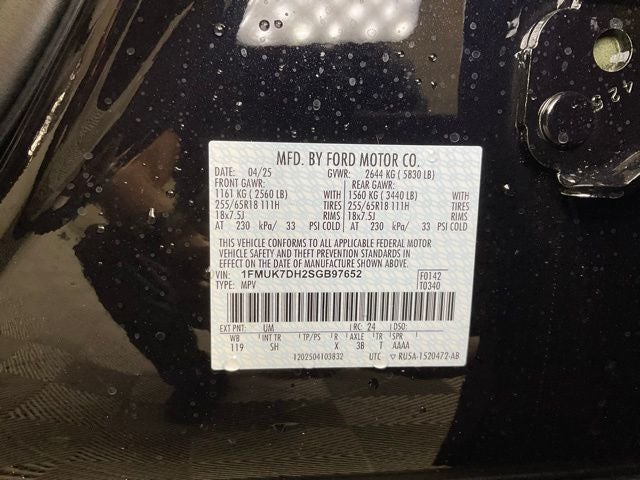 MFD. BY FORD MOTOR CO.
DATE: 04/25 GVWR: 2644 KG ( 5830 LB)
FRONT GAWR: REAR GAWR:
1161 KG ( 2560 LB) WITH 1560 KG ( 3440 LB) WITH
255/65R18 111H TIRES 255/65R18 111H TIRES
18x7.5J RIMS 18x7.5J RIMS
AT 230 kPa/ 33 PSI COLD AT 230 kPa/ 33 PSI COLD
THIS VEHICLE CONFORMS TO ALL APPLICABLE FEDERAL MOTOR
VEHICLE SAFETY AND THEFT PREVENTION STANDARDS IN
EFFECT ON THE DATE OF MANUFACTURE SHOWN ABOVE.
VIN: 1FMUK7DH2SGB97652 F0142
TYPE: MPV T0340
EXT PNT: UM RC: 24 DSO:
WB INT TR TP/PS R AXLE TR SPR
119 SH X 3B T AAAA
1202504103832 UTC ▽ RU5A-1520472-AB